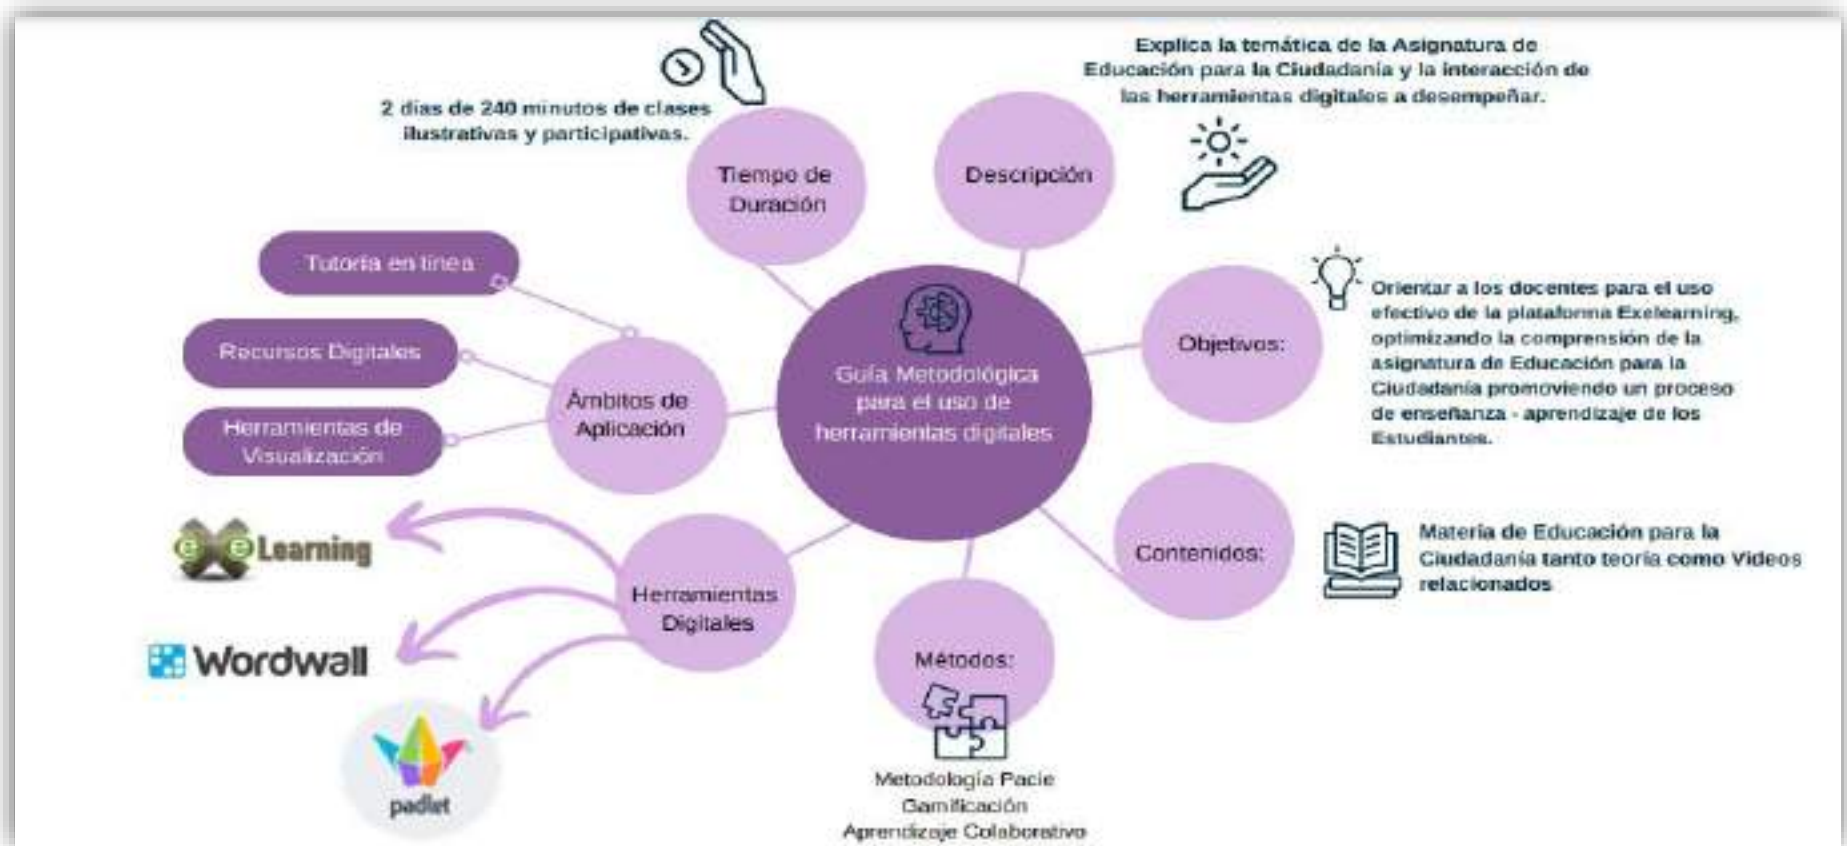 2 días de 240 minutos de clases
ilustrativas y participativas.
Tiempo de
Duración
Explica la temática de la Asignatura de
Educación para la Ciudadanía y la interacción de
las herramientas digitales a desempeñar.
Descripción
Tutoría en línea
Recursos Digitales
Herramientas de
Visualización
Ámbitos de
Aplicación
Guía Metodológica
para el uso de
herramientas digitales
Objetivos:
Orientar a los docentes para el uso
efectivo de la plataforma Exelearning,
optimizando la comprensión de la
asignatura de Educación para la
Ciudadanía promoviendo un proceso
de enseñanza - aprendizaje de los
Estudiantes.
Contenidos:
Materia de Educación para la
Ciudadanía tanto teoría como Videos
relacionados
Herramientas
Digitales
eXe Learning
Wordwall
padlet
Métodos:
Metodología Pacie
Gamificación
Aprendizaje Colaborativo